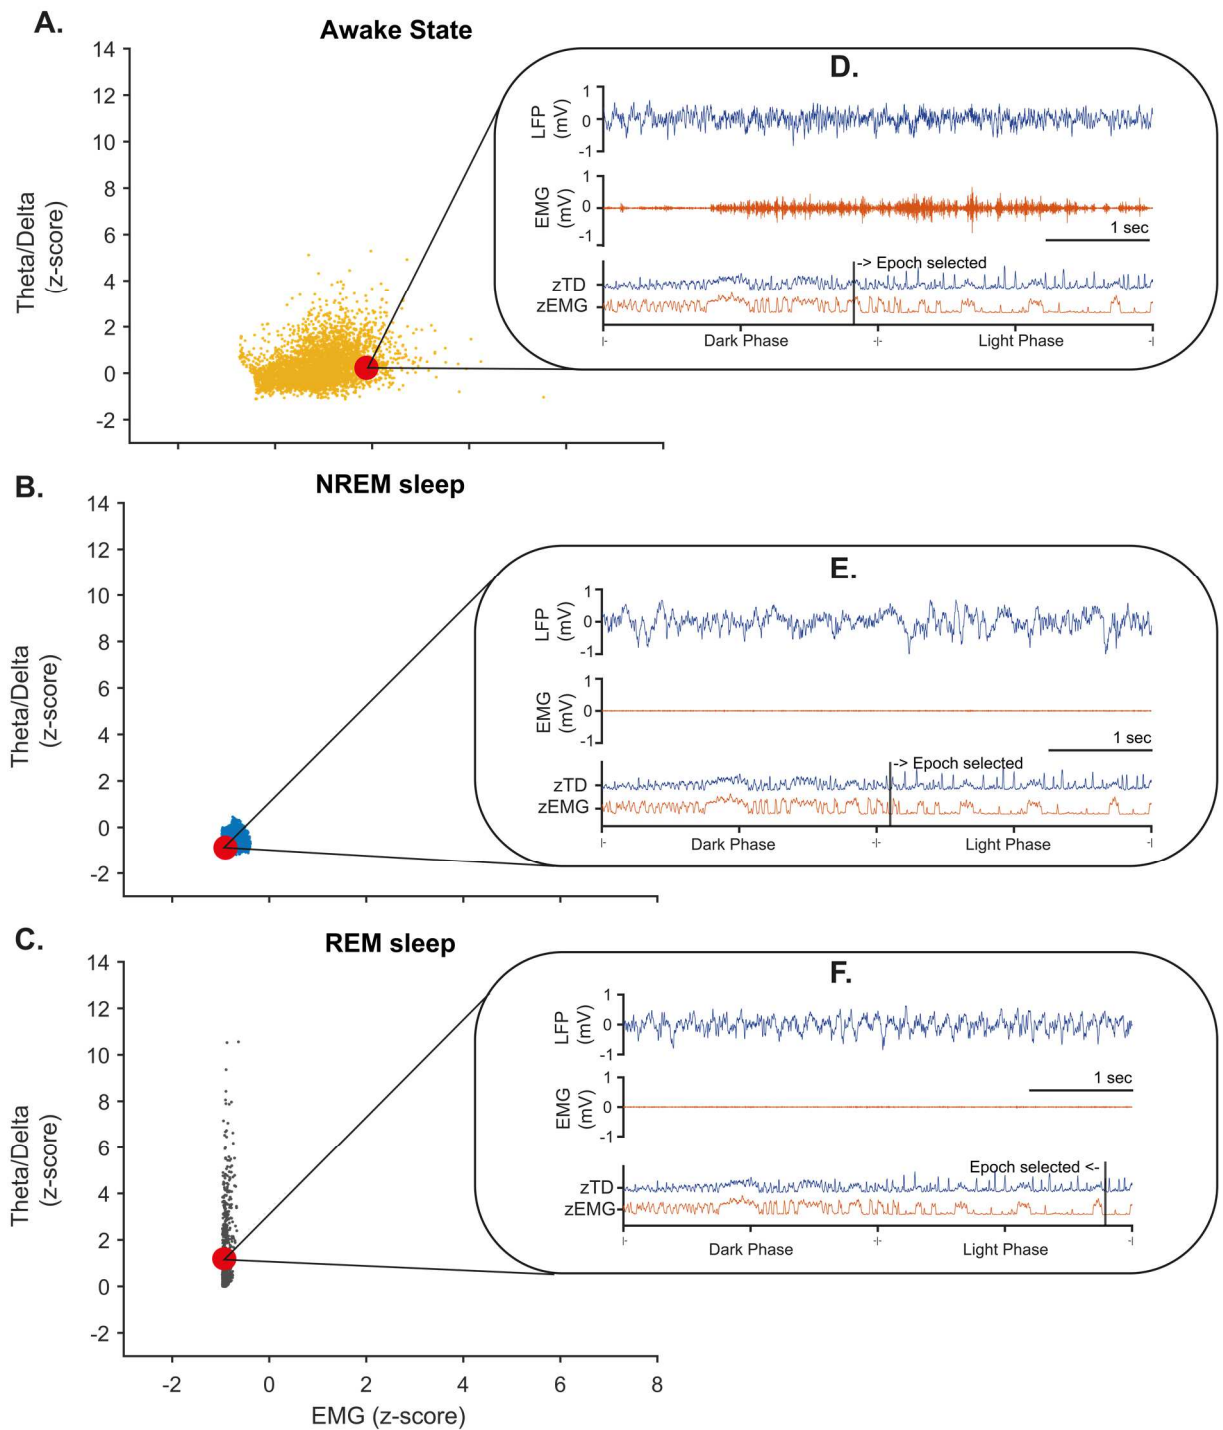 A.
Awake State
14
12
10
8
6
4
2
0
-2
Theta/Delta
(z-score)
D.
LFP
(mV)
1
0
-1
EMG
(mV)
1
0
-1
1 sec
-> Epoch selected
zTD
zEMG
|-
Dark Phase
-|-
Light Phase
-|
B.
NREM sleep
14
12
10
8
6
4
2
0
-2
Theta/Delta
(z-score)
E.
LFP
(mV)
1
0
-1
EMG
(mV)
1
0
-1
1 sec
-> Epoch selected
zTD
zEMG
|-
Dark Phase
-|-
Light Phase
-|
C.
REM sleep
14
12
10
8
6
4
2
0
-2
Theta/Delta
(z-score)
F.
LFP
(mV)
1
0
-1
EMG
(mV)
1
0
-1
1 sec
Epoch selected <-
zTD
zEMG
|-
Dark Phase
-|-
Light Phase
-|
-2 0 2 4 6 8
EMG (z-score)